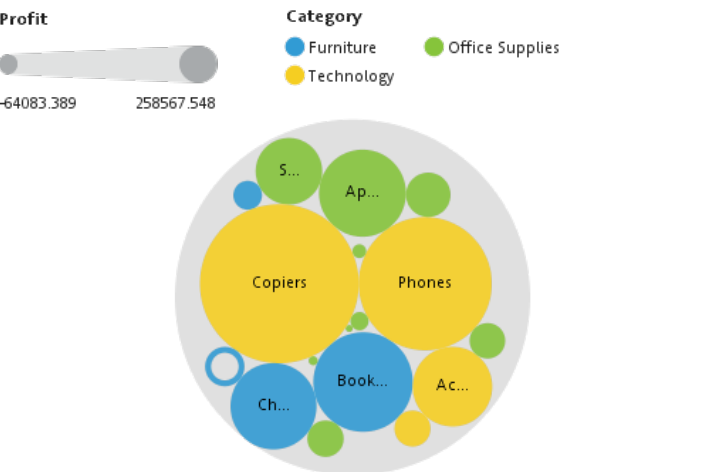 Profit
-64083.389 258567.548
Category
Furniture Office Supplies
Technology
S...
Ap...
Copiers Phones
Book...
Ac...
Ch...